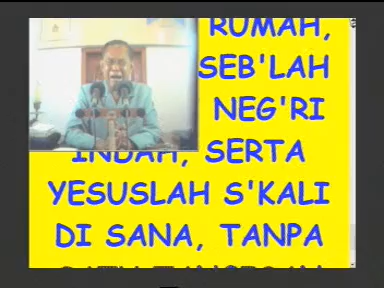 RUMAH,
SEB'LAH
NEG'RI
INDAH, SERTA
YESUSLAH S'KALI
DI SANA, TANPA